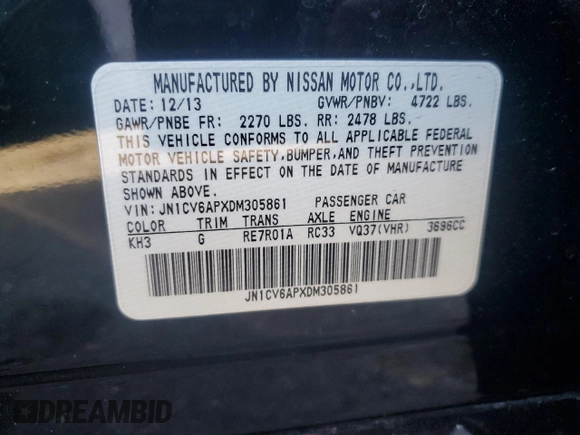 MANUFACTURED BY NISSAN MOTOR CO.,LTD.
DATE: 12/13 GVWR/PNBV: 4722 LBS.
GAWR/PNBE FR: 2270 LBS. RR: 2478 LBS.
THIS VEHICLE CONFORMS TO ALL APPLICABLE FEDERAL
MOTOR VEHICLE SAFETY,BUMPER,AND THEFT PREVENTION
STANDARDS IN EFFECT ON THE DATE OF MANUFACTURE
SHOWN ABOVE.
VIN: JN1CV6APXDM305861 PASSENGER CAR
COLOR TRIM TRANS AXLE ENGINE
KH3 G RE7R01A RC33 VQ37(VHR) 3696CC
JN1CV6APXDM305861
DREAMBID